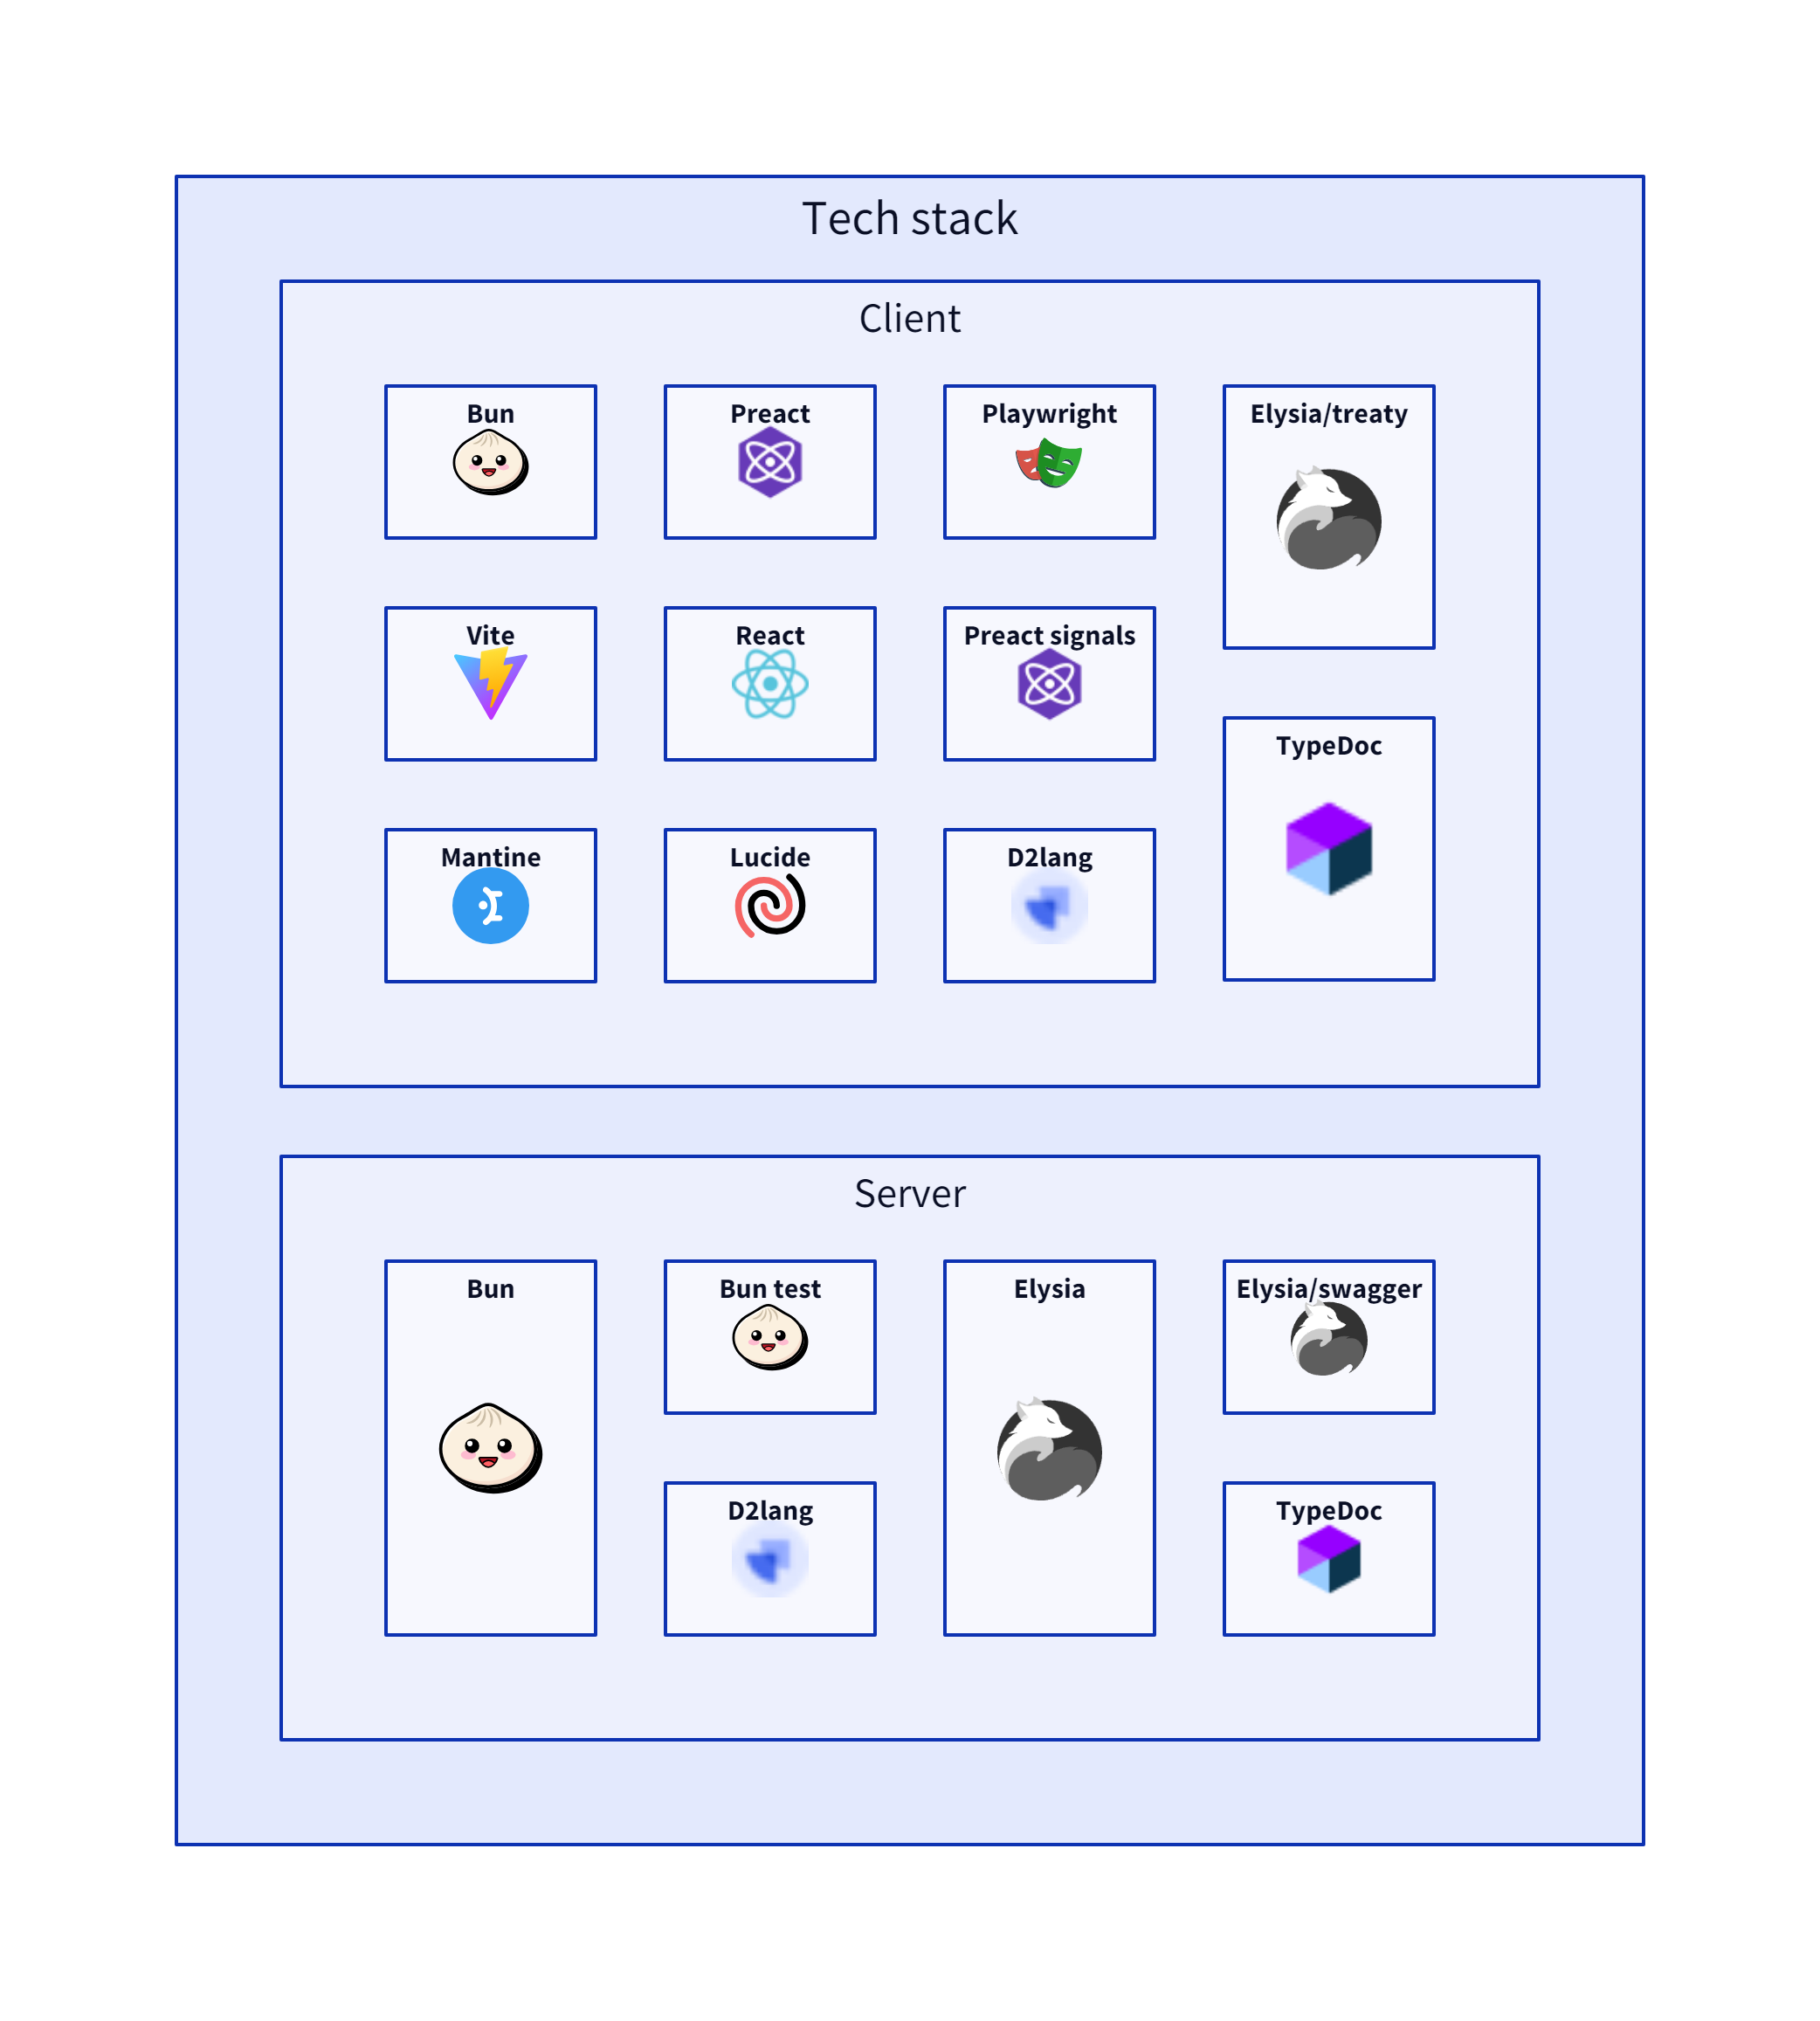 Tech stack
Client
Bun
Preact
Playwright
Elysia/treaty
Vite
React
Preact signals
TypeDoc
Mantine
Lucide
D2lang
Server
Bun
Bun test
Elysia
Elysia/swagger
D2lang
TypeDoc